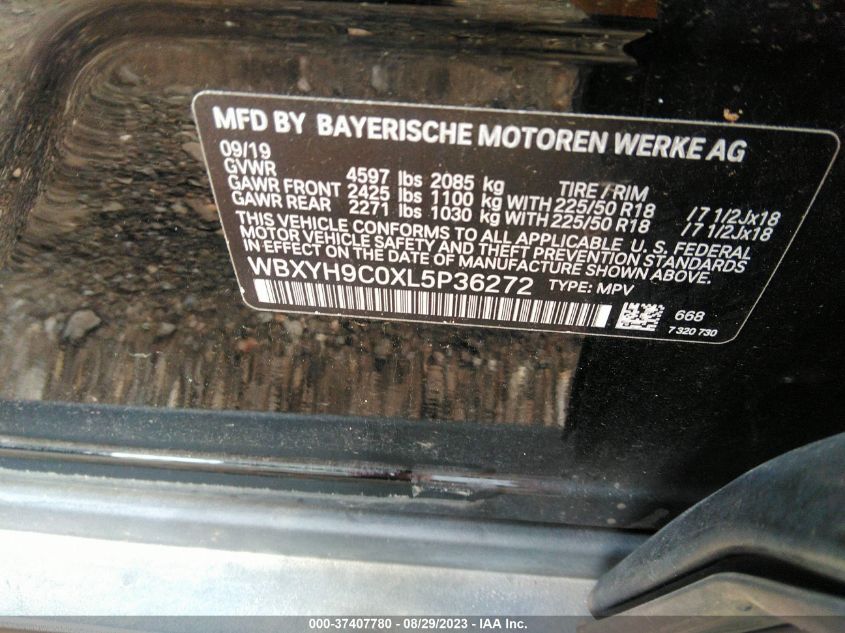 MFD BY BAYERISCHE MOTOREN WERKE AG
09/19
GVWR 4597 lbs 2085 kg TIRE / RIM
GAWR FRONT 2425 lbs 1100 kg WITH 225/50 R18 / 7 1/2Jx18
GAWR REAR 2271 lbs 1030 kg WITH 225/50 R18 / 7 1/2Jx18
THIS VEHICLE CONFORMS TO ALL APPLICABLE U. S. FEDERAL
MOTOR VEHICLE SAFETY AND THEFT PREVENTION STANDARDS
IN EFFECT ON THE DATE OF MANUFACTURE SHOWN ABOVE.
WBXYH9C0XL5P36272 TYPE: MPV
668
7 320 730
000-37407780 - 08/29/2023 - © IAA Inc.